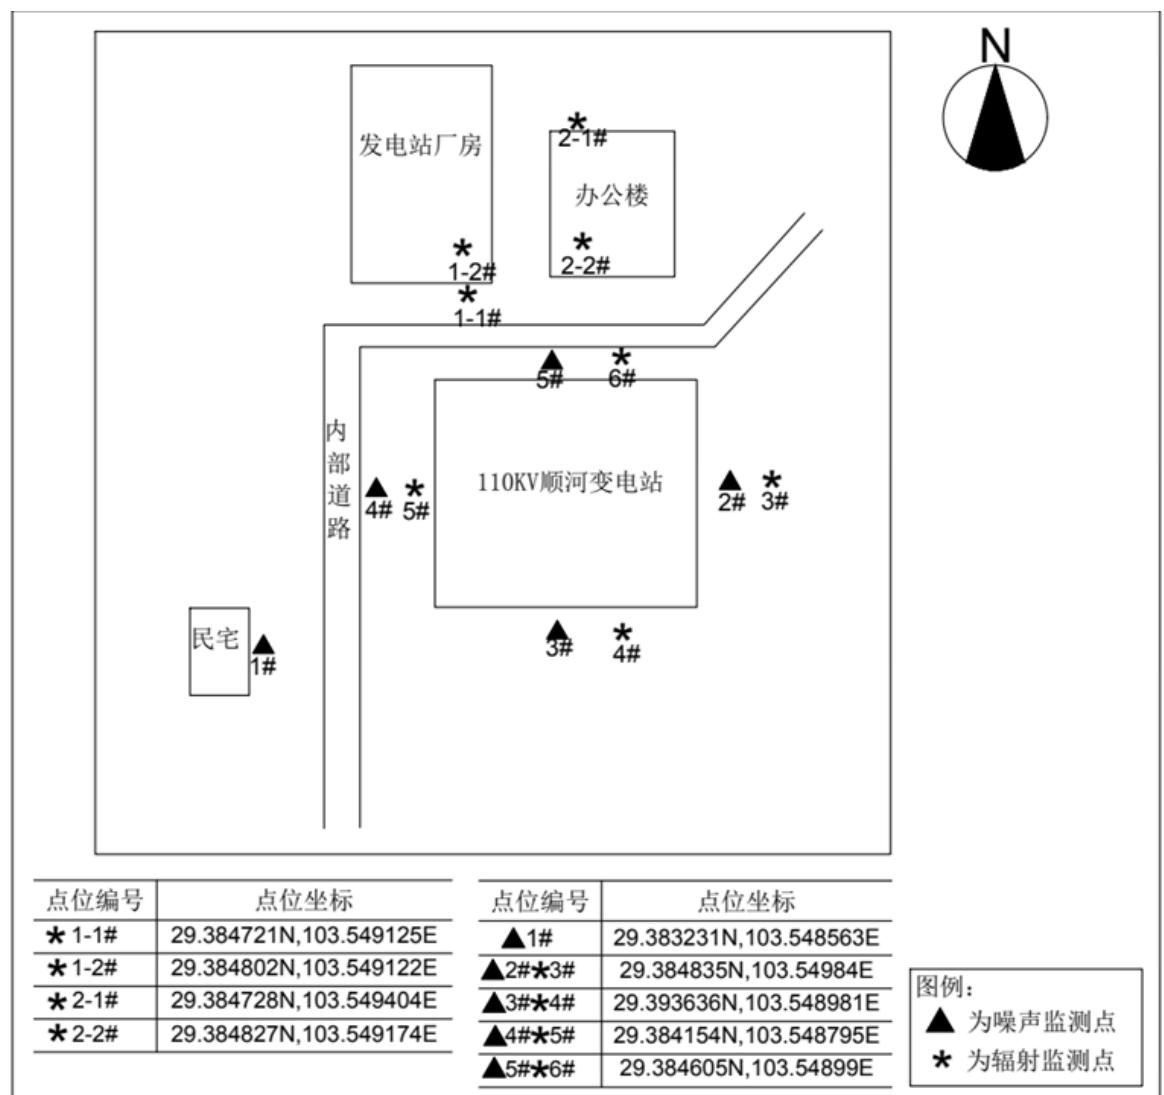 N
发电站厂房
2-1#
办公楼
1-2#
2-2#
1-1#
5#
6#
内
部
道
路
110KV顺河变电站
4#
5#
2#
3#
民宅
1#
3#
4#
点位编号 点位坐标
1-1# 29.384721N,103.549125E
1-2# 29.384802N,103.549122E
2-1# 29.384728N,103.549404E
2-2# 29.384827N,103.549174E
点位编号 点位坐标
▲1# 29.383231N,103.548563E
▲2#★3# 29.384835N,103.54984E
▲3#★4# 29.393636N,103.548981E
▲4#★5# 29.384154N,103.548795E
▲5#★6# 29.384605N,103.54899E
图例：
▲ 为噪声监测点
* 为辐射监测点